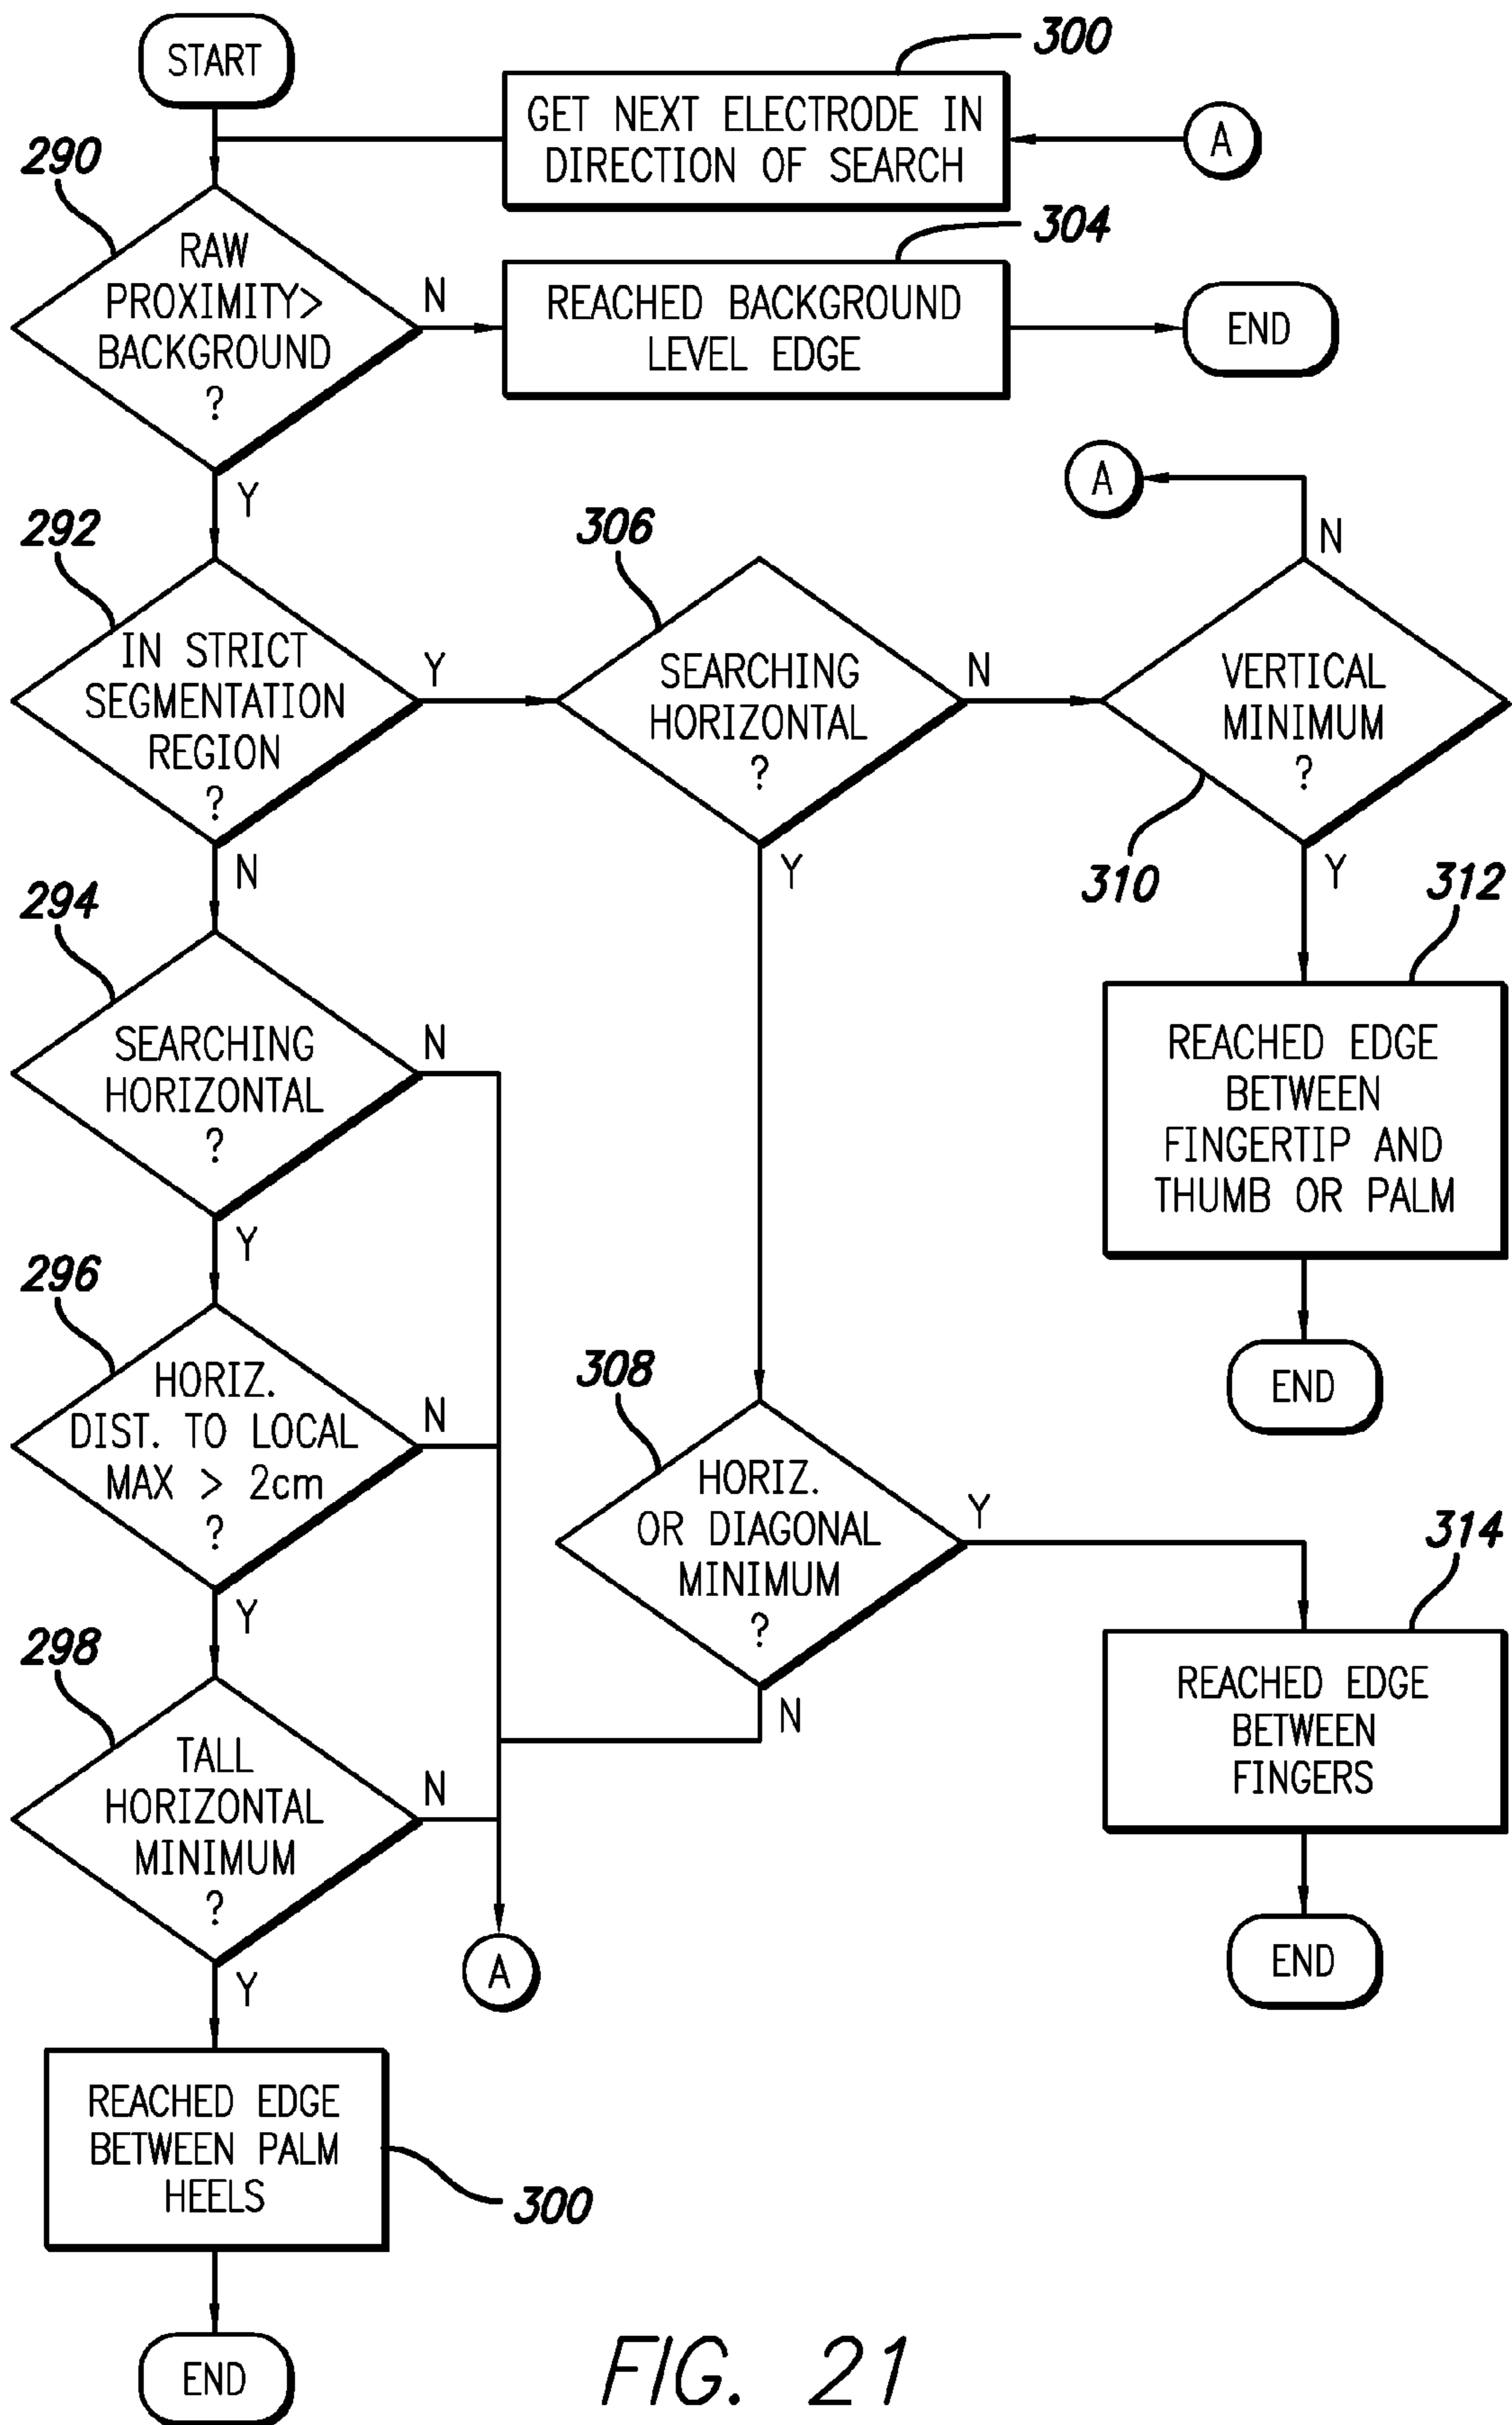 START
300
GET NEXT ELECTRODE IN
DIRECTION OF SEARCH
A
290
RAW
PROXIMITY>
BACKGROUND
?
N
304
REACHED BACKGROUND
LEVEL EDGE
END
Y
A
N
292
IN STRICT
SEGMENTATION
REGION
?
Y
306
SEARCHING
HORIZONTAL
?
N
VERTICAL
MINIMUM
?
310
N
Y
Y
312
REACHED EDGE
BETWEEN
FINGERTIP AND
THUMB OR PALM
END
294
SEARCHING
HORIZONTAL
?
N
Y
296
HORIZ.
DIST. TO LOCAL
MAX > 2cm
?
N
Y
308
HORIZ.
OR DIAGONAL
MINIMUM
?
Y
N
314
REACHED EDGE
BETWEEN
FINGERS
END
298
TALL
HORIZONTAL
MINIMUM
?
N
Y
A
REACHED EDGE
BETWEEN PALM
HEELS
300
END
FIG. 21